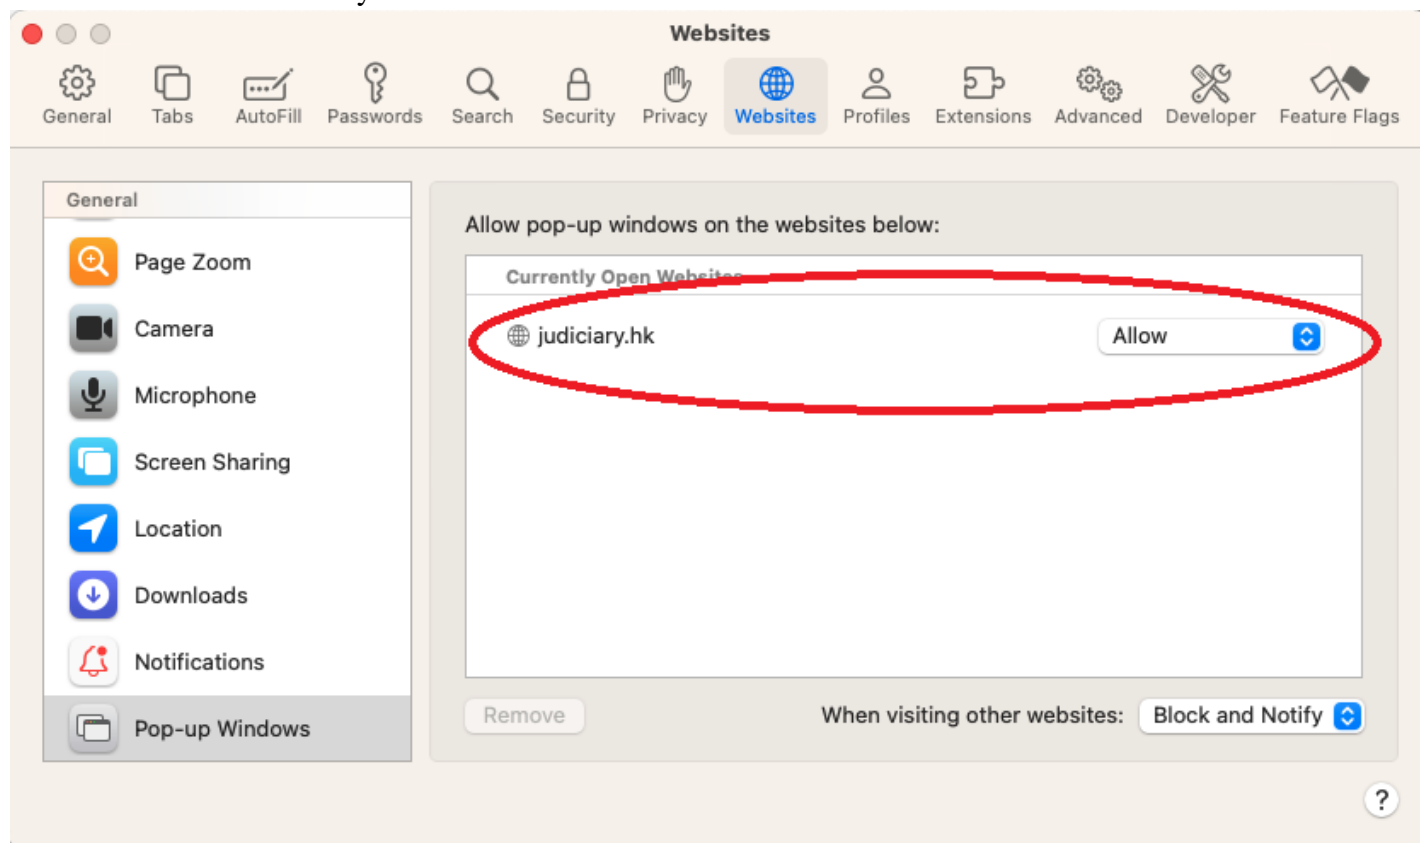 Websites
General Tabs AutoFill Passwords Search Security Privacy Websites Profiles Extensions Advanced Developer Feature Flags
General
Page Zoom
Camera
Microphone
Screen Sharing
Location
Downloads
Notifications
Pop-up Windows
Allow pop-up windows on the websites below:
Currently Open Websites
judiciary.hk Allow
Remove When visiting other websites: Block and Notify
?